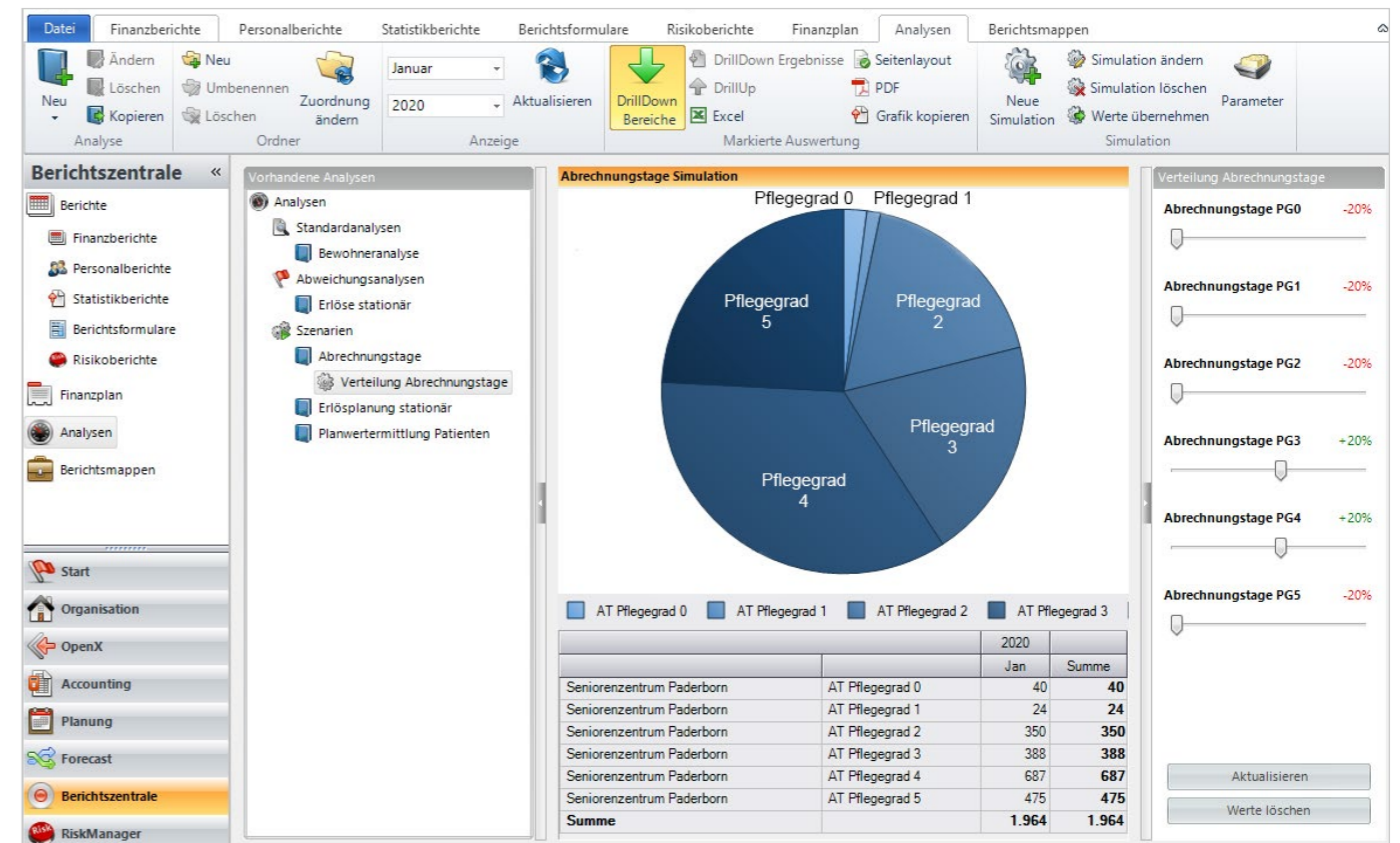 Datei Finanzberichte Personalberichte Statistikberichte Berichtsformulare Risikoberichte Finanzplan Analysen Berichtsmappen
Neu
Ändern
Löschen
Kopieren
Analyse
Neu
Umbenennen
Löschen
Zuordnung
ändern
Ordner
Januar
2020
Aktualisieren
Anzeige
DrillDown
Bereiche
DrillDown Ergebnisse
DrillUp
Excel
Seitenlayout
PDF
Grafik kopieren
Markierte Auswertung
Neue
Simulation
Simulation ändern
Simulation löschen
Werte übernehmen
Parameter
Simulation
Berichtszentrale «
Berichte
Finanzberichte
Personalberichte
Statistikberichte
Berichtsformulare
Risikoberichte
Finanzplan
Analysen
Berichtsmappen
Start
Organisation
OpenX
Accounting
Planung
Forecast
Berichtszentrale
Risk
RiskManager
Vorhandene Analysen
Analysen
Standardanalysen
Bewohneranalyse
Abweichungsanalysen
Erlöse stationär
Szenarien
Abrechnungstage
Verteilung Abrechnungstage
Erlösplanung stationär
Planwertermittlung Patienten
Abrechnungstage Simulation
Pflegegrad 0 Pflegegrad 1
Pflegegrad
5
Pflegegrad
2
Pflegegrad
3
Pflegegrad
4
AT Pflegegrad 0 AT Pflegegrad 1 AT Pflegegrad 2 AT Pflegegrad 3
2020
Jan Summe
Seniorenzentrum Paderborn AT Pflegegrad 0 40 40
Seniorenzentrum Paderborn AT Pflegegrad 1 24 24
Seniorenzentrum Paderborn AT Pflegegrad 2 350 350
Seniorenzentrum Paderborn AT Pflegegrad 3 388 388
Seniorenzentrum Paderborn AT Pflegegrad 4 687 687
Seniorenzentrum Paderborn AT Pflegegrad 5 475 475
Summe 1.964 1.964
Verteilung Abrechnungstage
Abrechnungstage PG0 -20%
Abrechnungstage PG1 -20%
Abrechnungstage PG2 -20%
Abrechnungstage PG3 +20%
Abrechnungstage PG4 +20%
Abrechnungstage PG5 -20%
Aktualisieren
Werte löschen